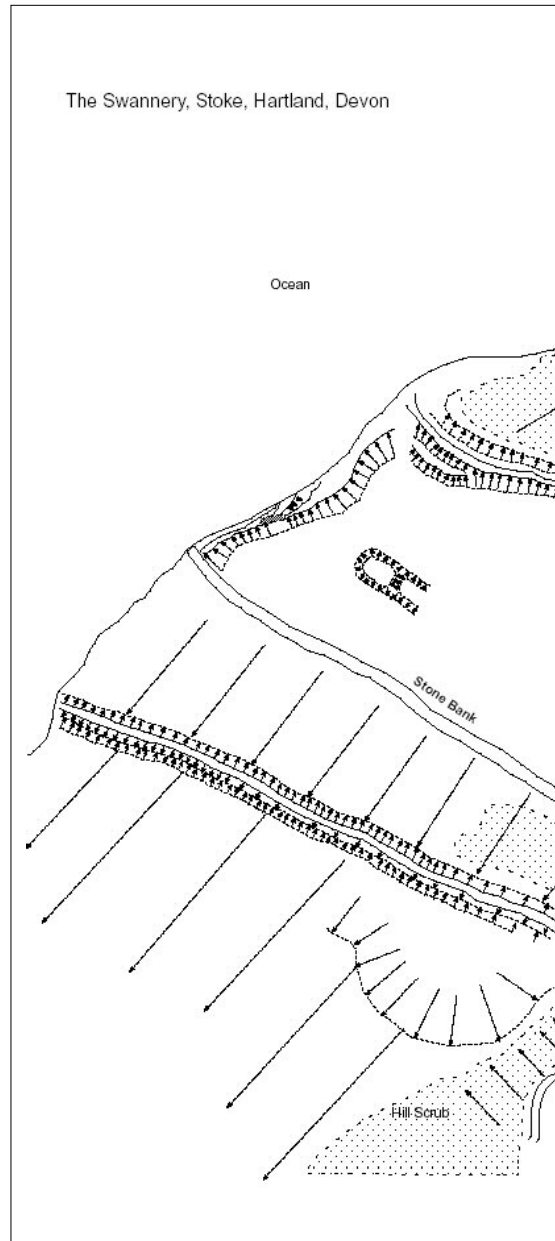 The Swannery, Stoke, Hartland, Devon
Ocean
Stone Bank
Hill Scrub